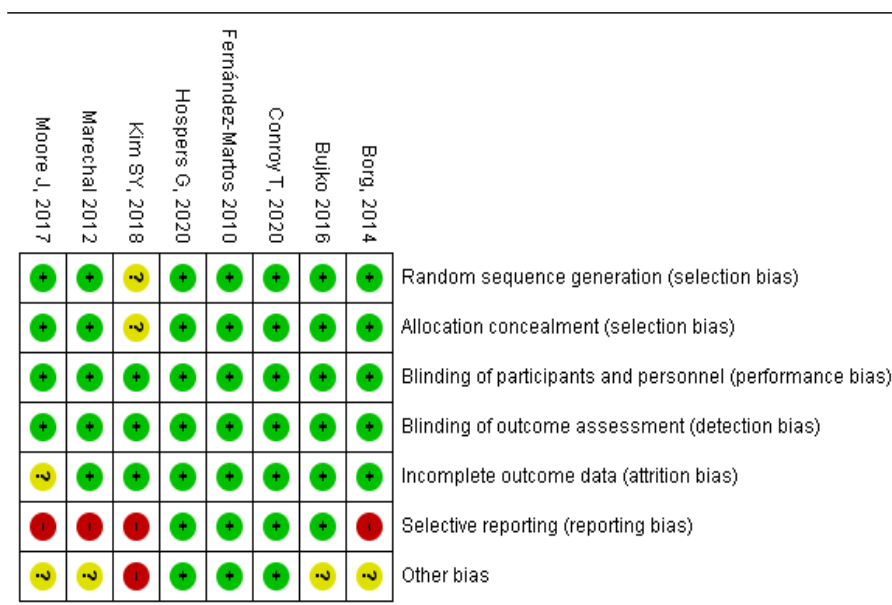 Moore J, 2017
Marechal 2012
Kim SY, 2018
Hospers G, 2020
Fernández-Martos 2010
Conroy T, 2020
Bujko 2016
Borg, 2014
+ + ? + + + + + Random sequence generation (selection bias)
+ + ? + + + + + Allocation concealment (selection bias)
+ + + + + + + + Blinding of participants and personnel (performance bias)
+ + + + + + + + Blinding of outcome assessment (detection bias)
? + + + + + + + Incomplete outcome data (attrition bias)
– – – + + + + – Selective reporting (reporting bias)
? ? – + + + ? ? Other bias